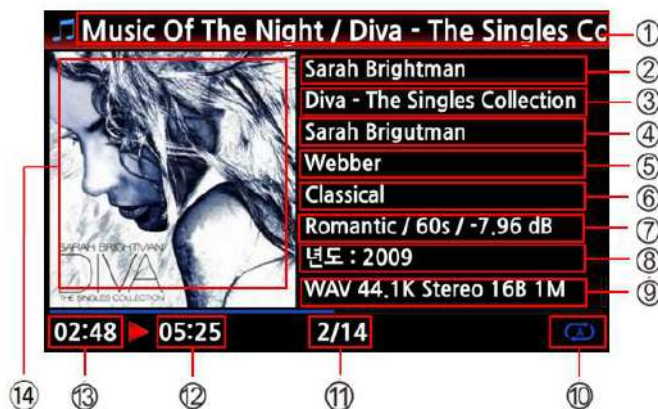 Music Of The Night / Diva - The Singles Co
①
Sarah Brightman
②
Diva - The Singles Collection
③
Sarah Brigutman
④
Webber
⑤
Classical
⑥
Romantic / 60s / -7.96 dB
⑦
년도 : 2009
⑧
WAV 44.1K Stereo 16B 1M
⑨
SARAH BRIGHTMAN
DIVA
THE SINGLES COLLECTION
02:48 05:25 2/14
⑭ ⑬ ⑫ ⑪ ⑩